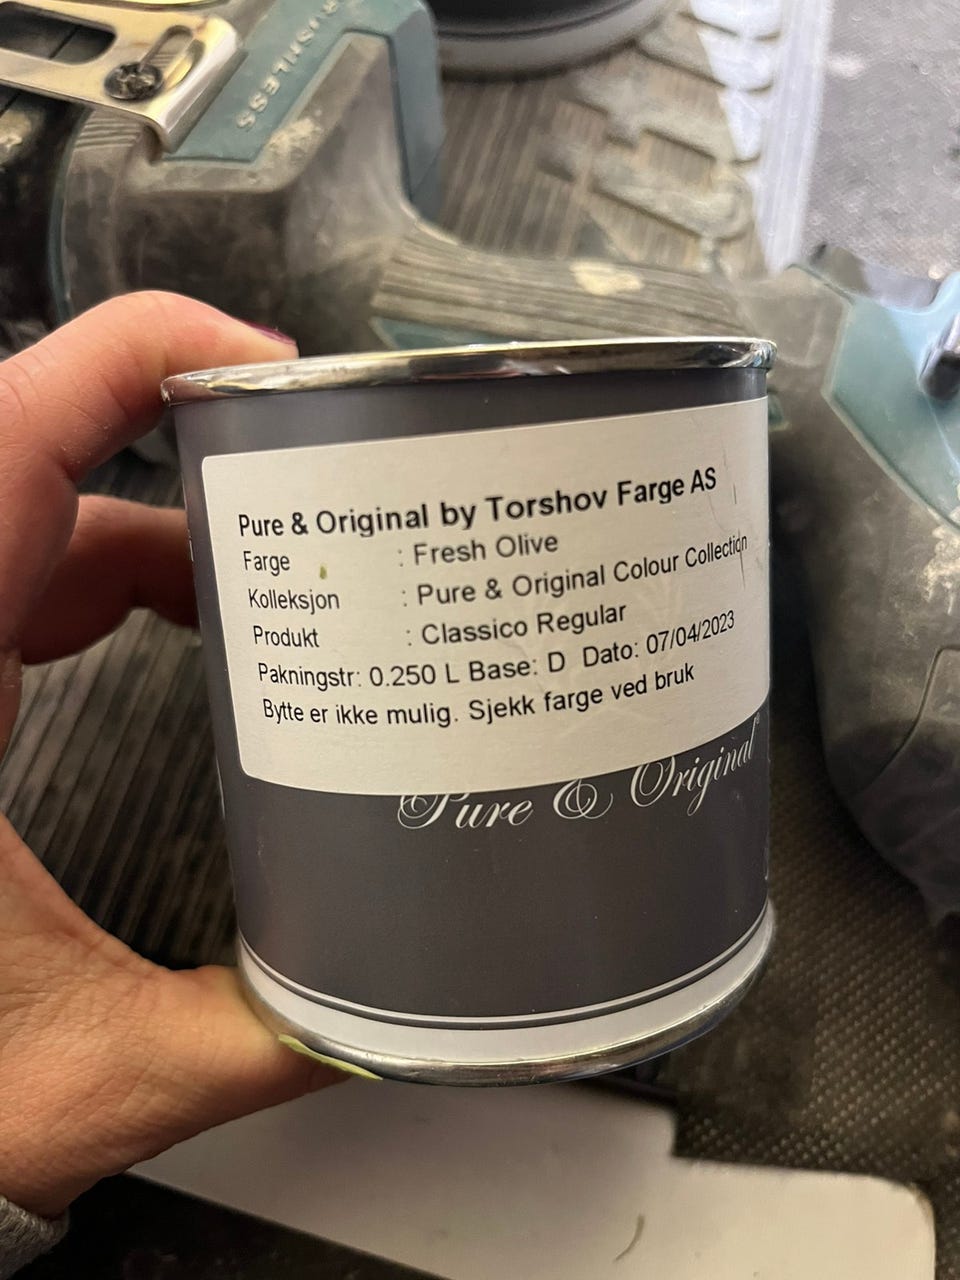 BRUSHLESS
Pure & Original by Torshov Farge AS
Farge : Fresh Olive
Kolleksjon : Pure & Original Colour Collection
Produkt : Classico Regular
Pakningstr: 0.250 L Base: D Dato: 07/04/2023
Bytte er ikke mulig. Sjekk farge ved bruk
Pure & Original®